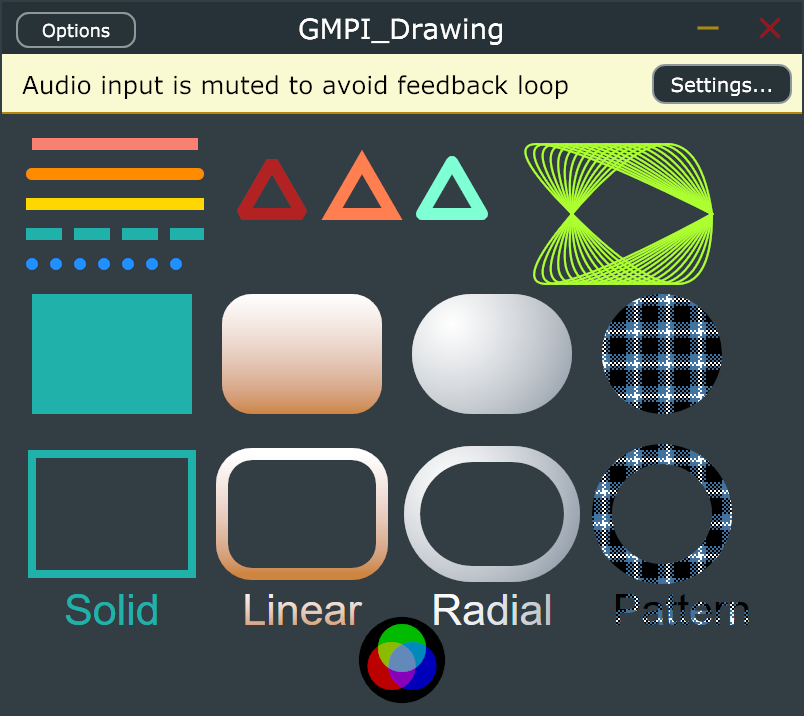 Options
GMPI_Drawing
Audio input is muted to avoid feedback loop
Settings...
Solid
Linear
Radial
Pattern